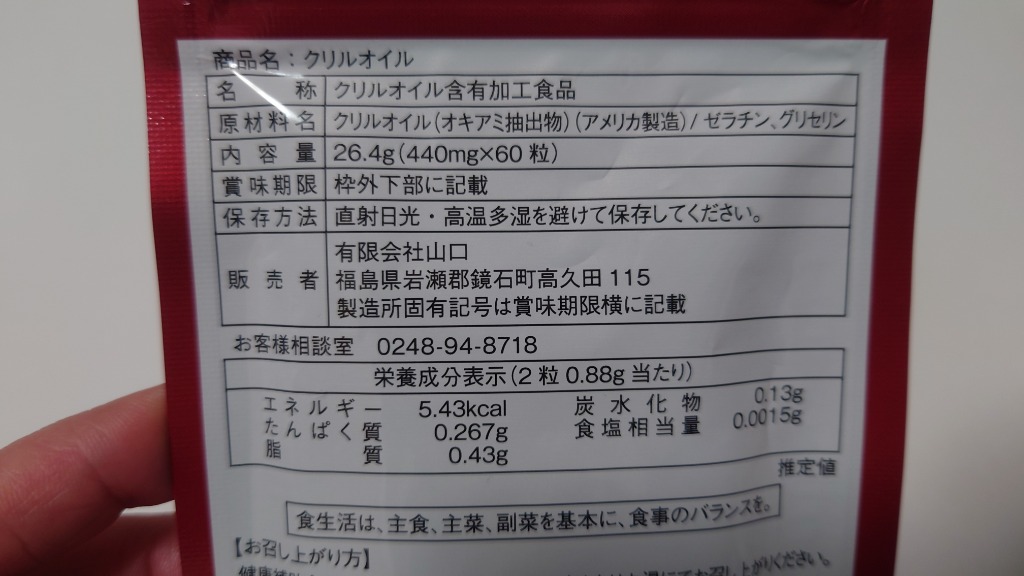 商品名：クリルオイル
名称 クリルオイル含有加工食品
原材料名 クリルオイル(オキアミ抽出物)(アメリカ製造)/ ゼラチン、グリセリン
内容量 26.4g(440mg×60 粒)
賞味期限 枠外下部に記載
保存方法 直射日光・高温多湿を避けて保存してください。
販売者 有限会社山口
福島県岩瀬郡鏡石町高久田 115
製造所固有記号は賞味期限横に記載
お客様相談室 0248-94-8718
栄養成分表示(2 粒 0.88g 当たり)
エネルギー 5.43kcal 炭水化物 0.13g
たんぱく質 0.267g 食塩相当量 0.0015g
脂質 0.43g
推定値
食生活は、主食、主菜、副菜を基本に、食事のバランスを。
【お召し上がり方】